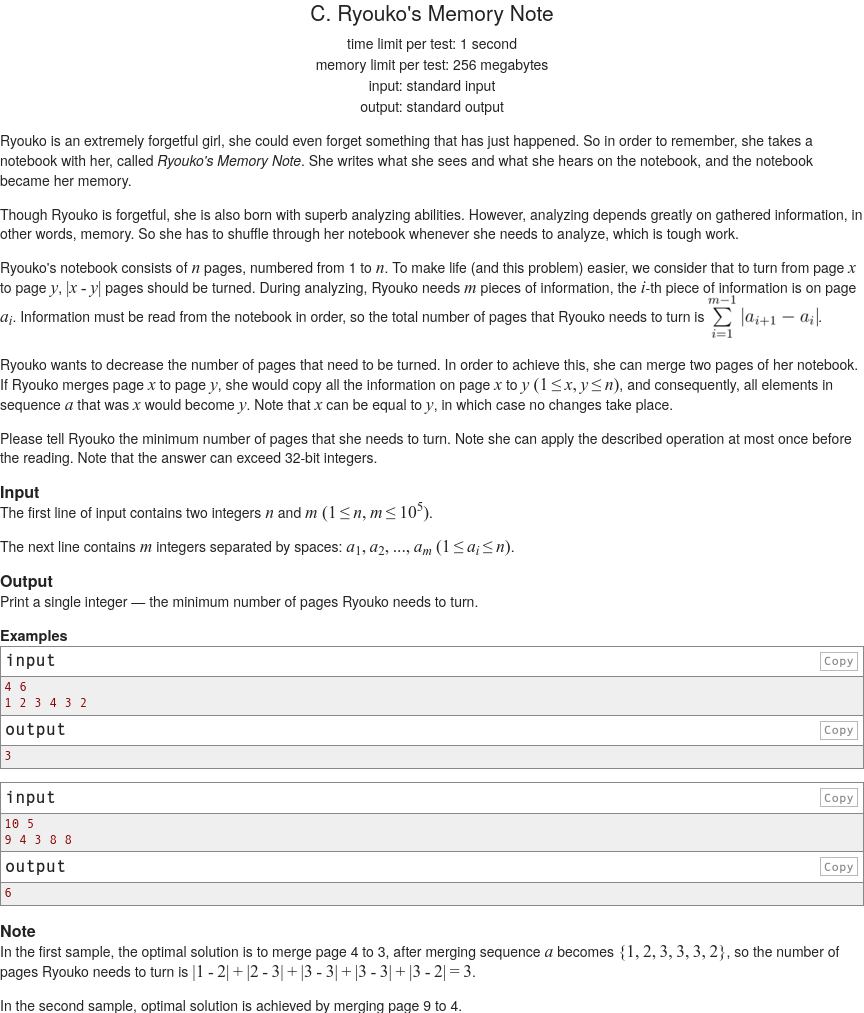 C. Ryouko's Memory Note
time limit per test: 1 second
memory limit per test: 256 megabytes
input: standard input
output: standard output
Ryouko is an extremely forgetful girl, she could even forget something that has just happened. So in order to remember, she takes a
notebook with her, called Ryouko's Memory Note. She writes what she sees and what she hears on the notebook, and the notebook
became her memory.
Though Ryouko is forgetful, she is also born with superb analyzing abilities. However, analyzing depends greatly on gathered information, in
other words, memory. So she has to shuffle through her notebook whenever she needs to analyze, which is tough work.
Ryouko's notebook consists of n pages, numbered from 1 to n. To make life (and this problem) easier, we consider that to turn from page x
to page y, |x - y| pages should be turned. During analyzing, Ryouko needs m pieces of information, the i-th piece of information is on page
a_i. Information must be read from the notebook in order, so the total number of pages that Ryouko needs to turn is \sum_{i=1}^{m-1} |a_{i+1} − a_i|.
Ryouko wants to decrease the number of pages that need to be turned. In order to achieve this, she can merge two pages of her notebook.
If Ryouko merges page x to page y, she would copy all the information on page x to y (1 ≤ x, y ≤ n), and consequently, all elements in
sequence a that was x would become y. Note that x can be equal to y, in which case no changes take place.
Please tell Ryouko the minimum number of pages that she needs to turn. Note she can apply the described operation at most once before
the reading. Note that the answer can exceed 32-bit integers.
Input
The first line of input contains two integers n and m (1 ≤ n, m ≤ 10^5).
The next line contains m integers separated by spaces: a_1, a_2, ..., a_m (1 ≤ a_i ≤ n).
Output
Print a single integer — the minimum number of pages Ryouko needs to turn.
Examples
input Copy
4 6
1 2 3 4 3 2
output Copy
3
input Copy
10 5
9 4 3 8 8
output Copy
6
Note
In the first sample, the optimal solution is to merge page 4 to 3, after merging sequence a becomes {1, 2, 3, 3, 3, 2}, so the number of
pages Ryouko needs to turn is |1 - 2| + |2 - 3| + |3 - 3| + |3 - 3| + |3 - 2| = 3.
In the second sample, optimal solution is achieved by merging page 9 to 4.